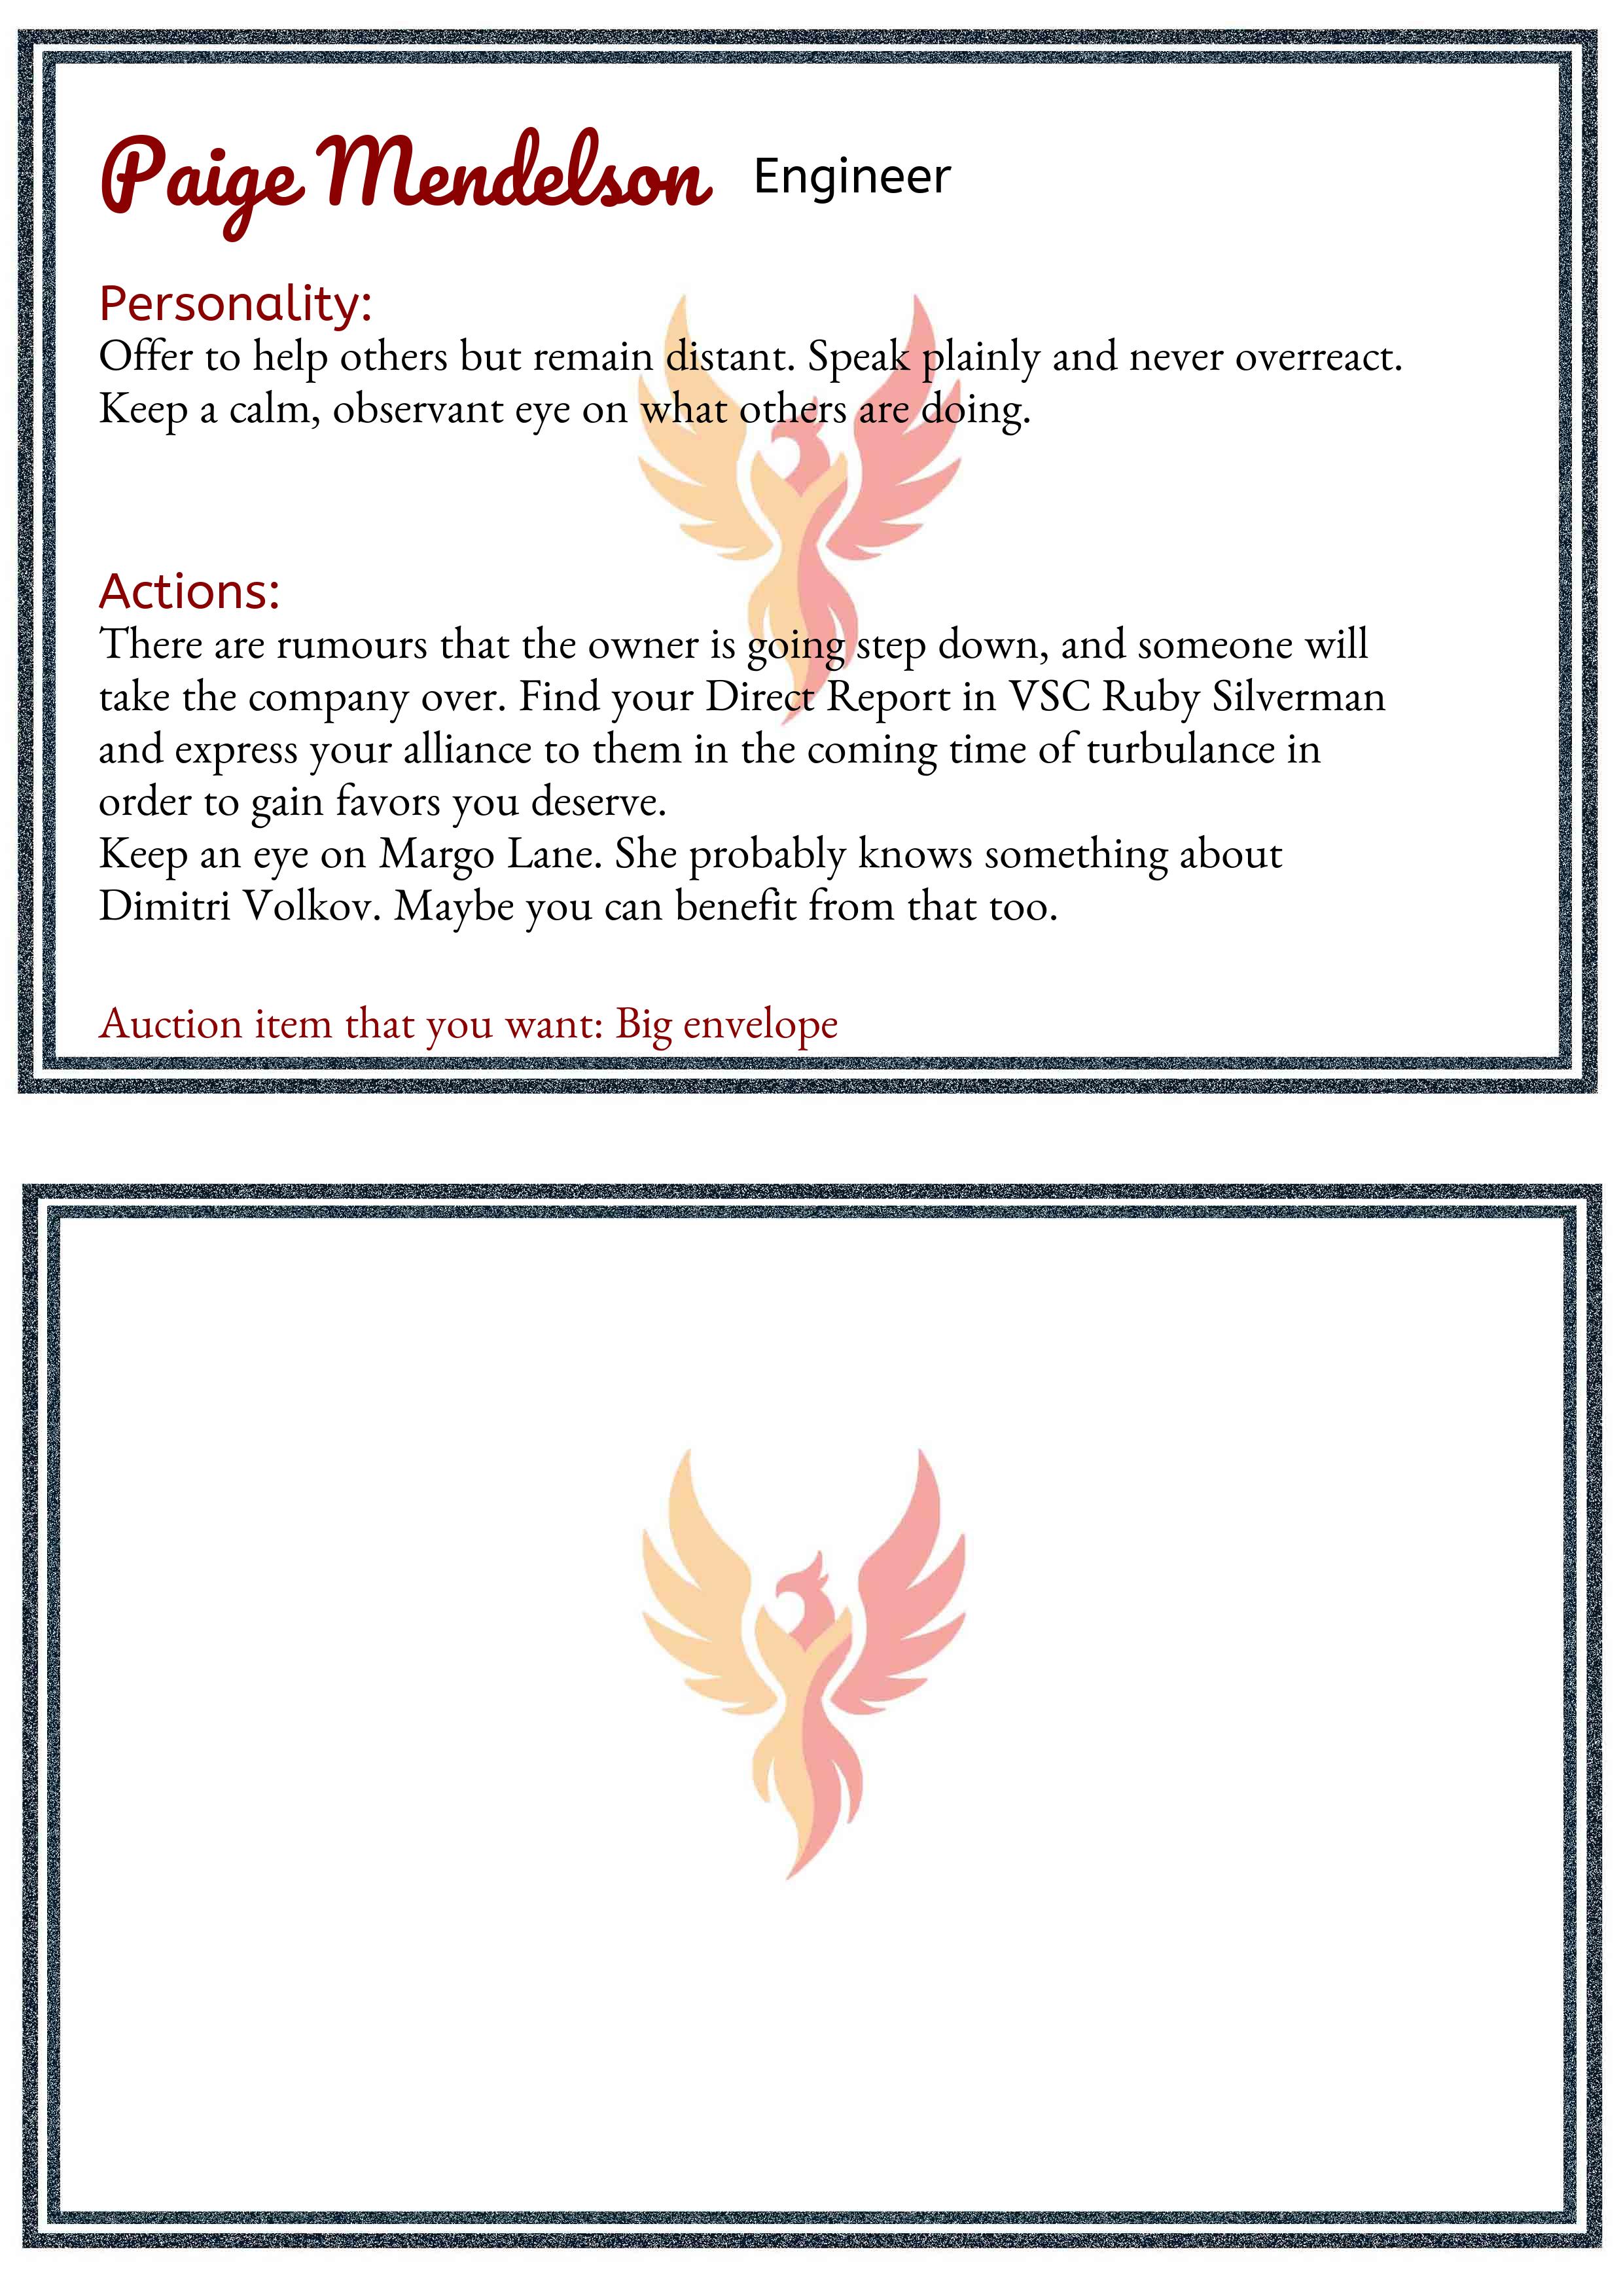 Paige Mendelson Engineer
Personality:
Offer to help others but remain distant. Speak plainly and never overreact.
Keep a calm, observant eye on what others are doing.
Actions:
There are rumours that the owner is going step down, and someone will
take the company over. Find your Direct Report in VSC Ruby Silverman
and express your alliance to them in the coming time of turbulance in
order to gain favors you deserve.
Keep an eye on Margo Lane. She probably knows something about
Dimitri Volkov. Maybe you can benefit from that too.
Auction item that you want: Big envelope